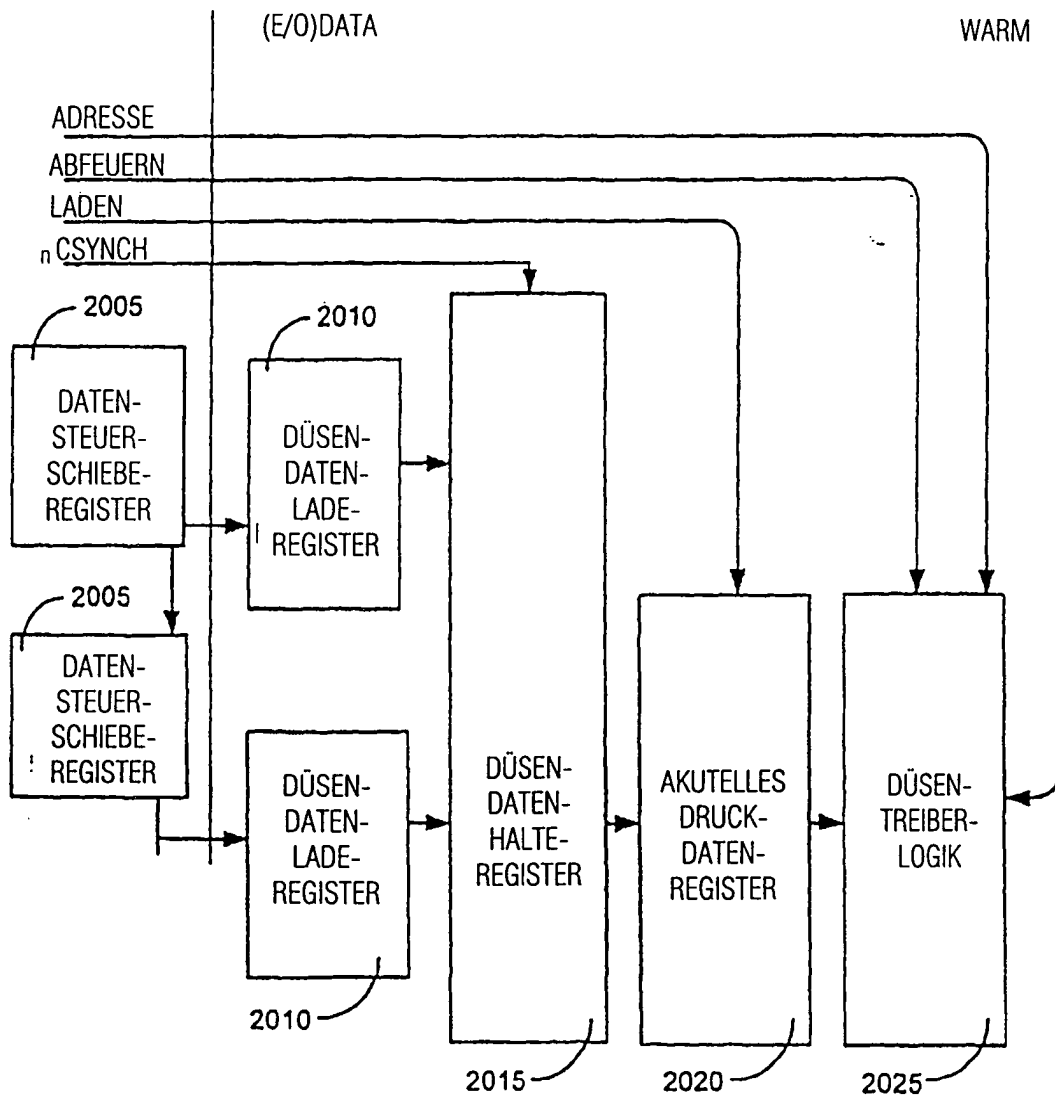 (E/O)DATA
WARM
ADRESSE
ABFEUERN
LADEN
nCSYNCH
2005
DATEN-
STEUER-
SCHIEBE-
REGISTER
2010
DÜSEN-
DATEN-
LADE-
REGISTER
2005
DATEN-
STEUER-
SCHIEBE-
REGISTER
DÜSEN-
DATEN-
LADE-
REGISTER
2010
DÜSEN-
DATEN-
HALTE-
REGISTER
2015
AKUTELLES
DRUCK-
DATEN-
REGISTER
2020
DÜSEN-
TREIBER-
LOGIK
2025